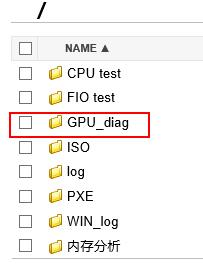 /
NAME ▲
CPU test
FIO test
GPU_diag
ISO
log
PXE
WIN_log
内存分析